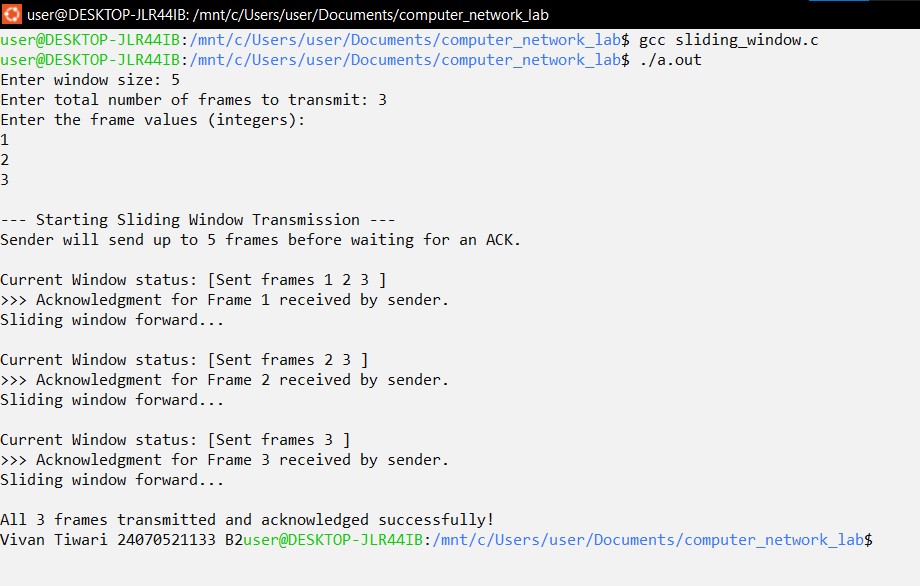 user@DESKTOP-JLR44IB: /mnt/c/Users/user/Documents/computer_network_lab
user@DESKTOP-JLR44IB:/mnt/c/Users/user/Documents/computer_network_lab$ gcc sliding_window.c
user@DESKTOP-JLR44IB:/mnt/c/Users/user/Documents/computer_network_lab$ ./a.out
Enter window size: 5
Enter total number of frames to transmit: 3
Enter the frame values (integers):
1
2
3
--- Starting Sliding Window Transmission ---
Sender will send up to 5 frames before waiting for an ACK.
Current Window status: [Sent frames 1 2 3 ]
>>> Acknowledgment for Frame 1 received by sender.
Sliding window forward...
Current Window status: [Sent frames 2 3 ]
>>> Acknowledgment for Frame 2 received by sender.
Sliding window forward...
Current Window status: [Sent frames 3 ]
>>> Acknowledgment for Frame 3 received by sender.
Sliding window forward...
All 3 frames transmitted and acknowledged successfully!
Vivan Tiwari 24070521133 B2user@DESKTOP-JLR44IB:/mnt/c/Users/user/Documents/computer_network_lab$